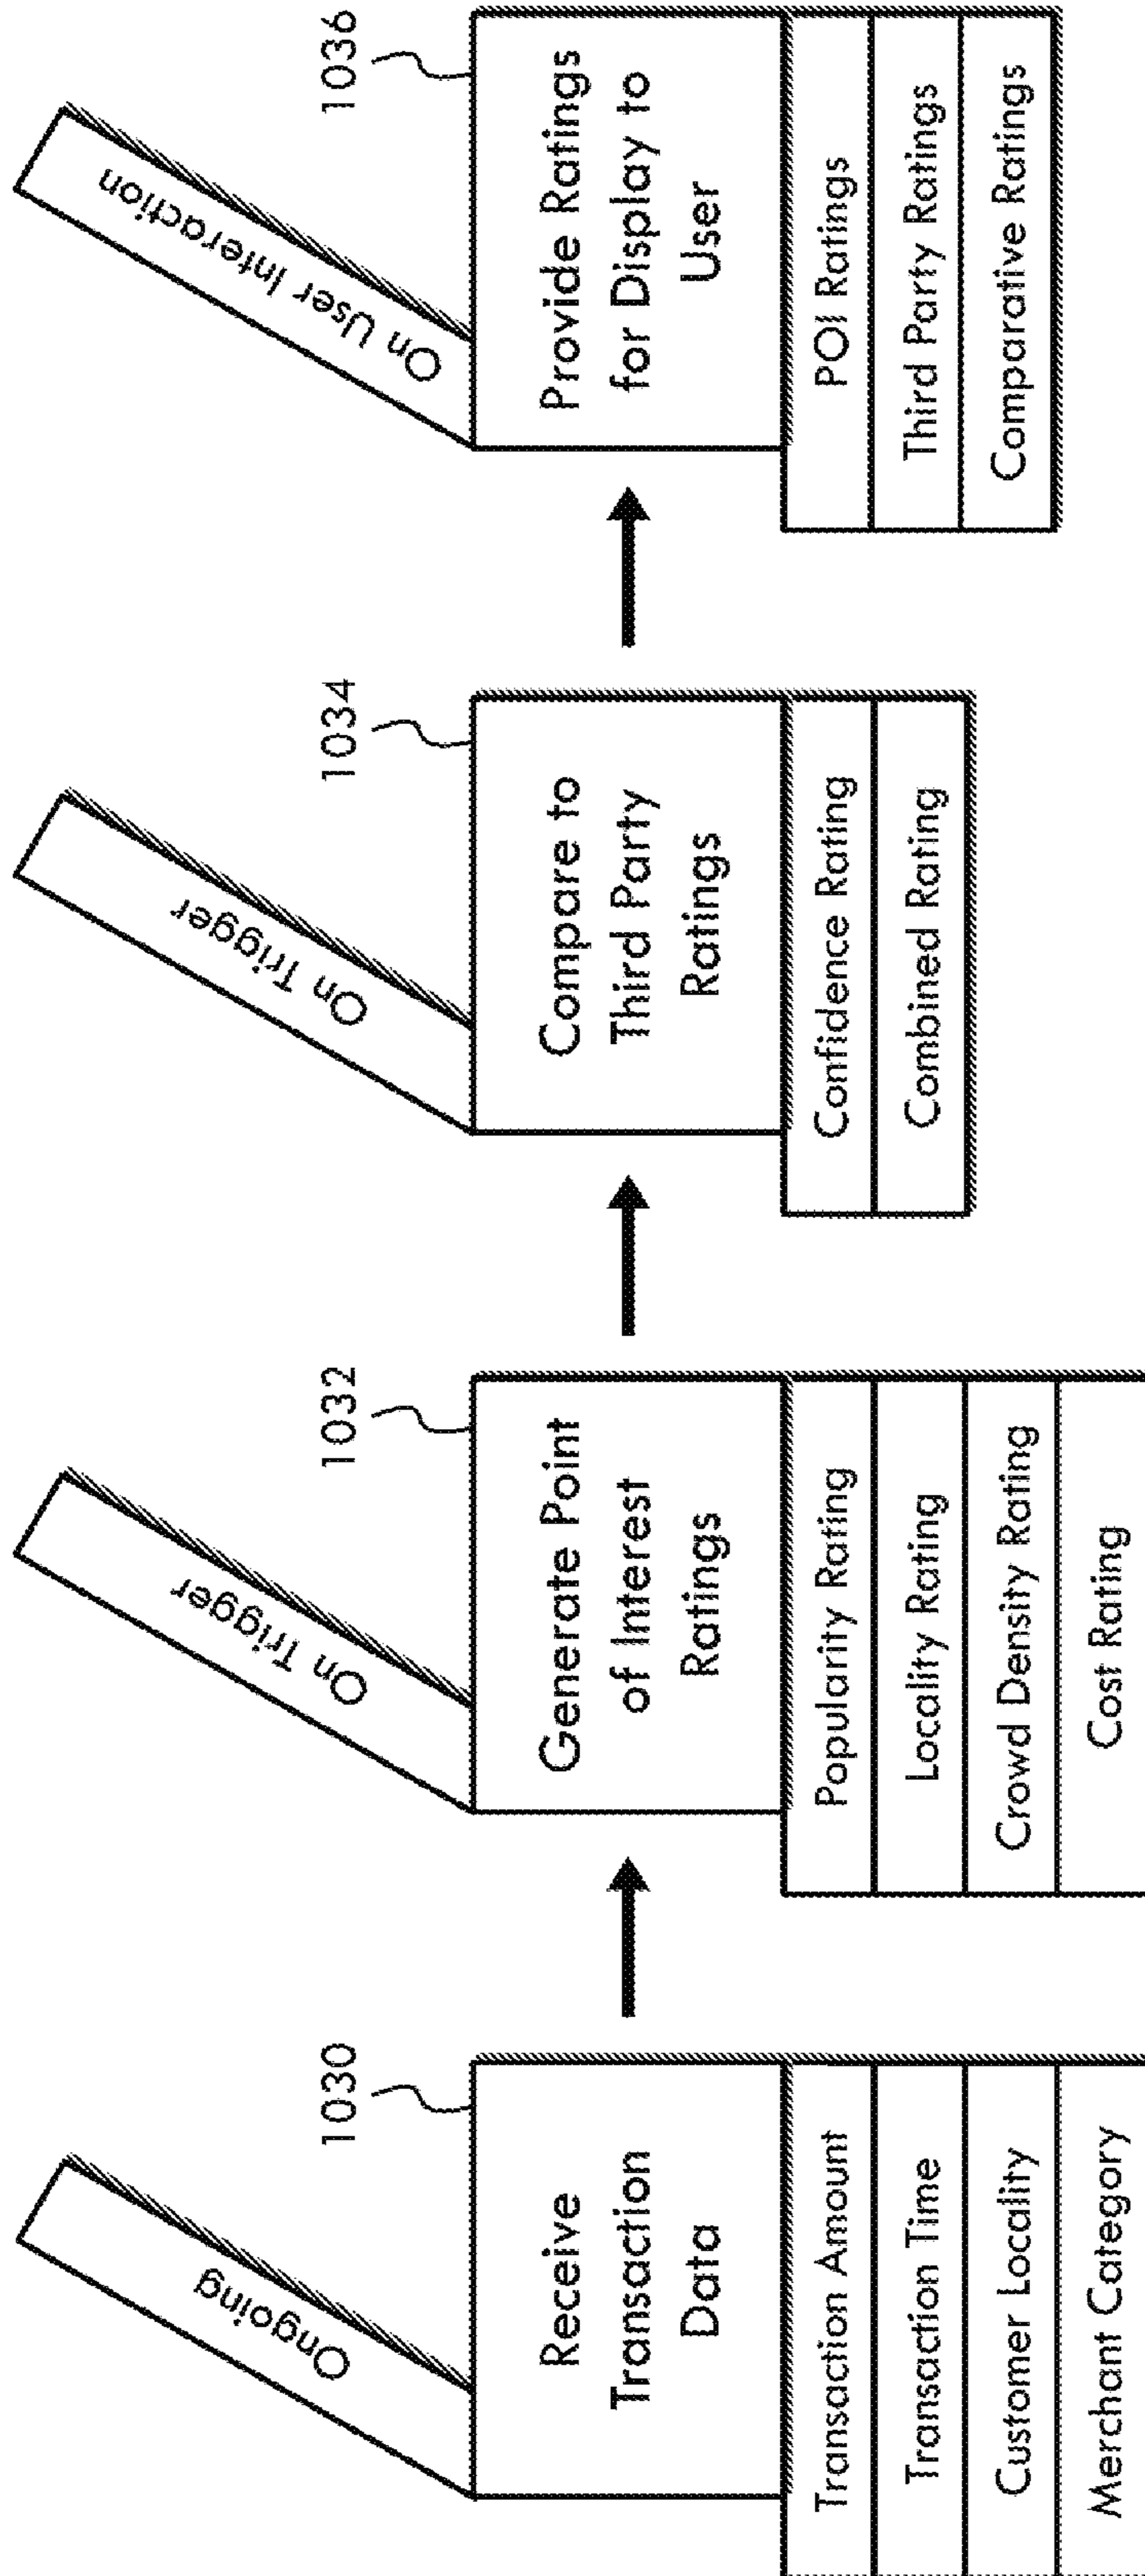 Ongoing
1030
Receive
Transaction
Data
Transaction Amount
Transaction Time
Customer Locality
Merchant Category
On Trigger
1032
Generate Point
of Interest
Ratings
Popularity Rating
Locality Rating
Crowd Density Rating
Cost Rating
On Trigger
1034
Compare to
Third Party
Ratings
Confidence Rating
Combined Rating
On User Interaction
1036
Provide Ratings
for Display to
User
POI Ratings
Third Party Ratings
Comparative Ratings